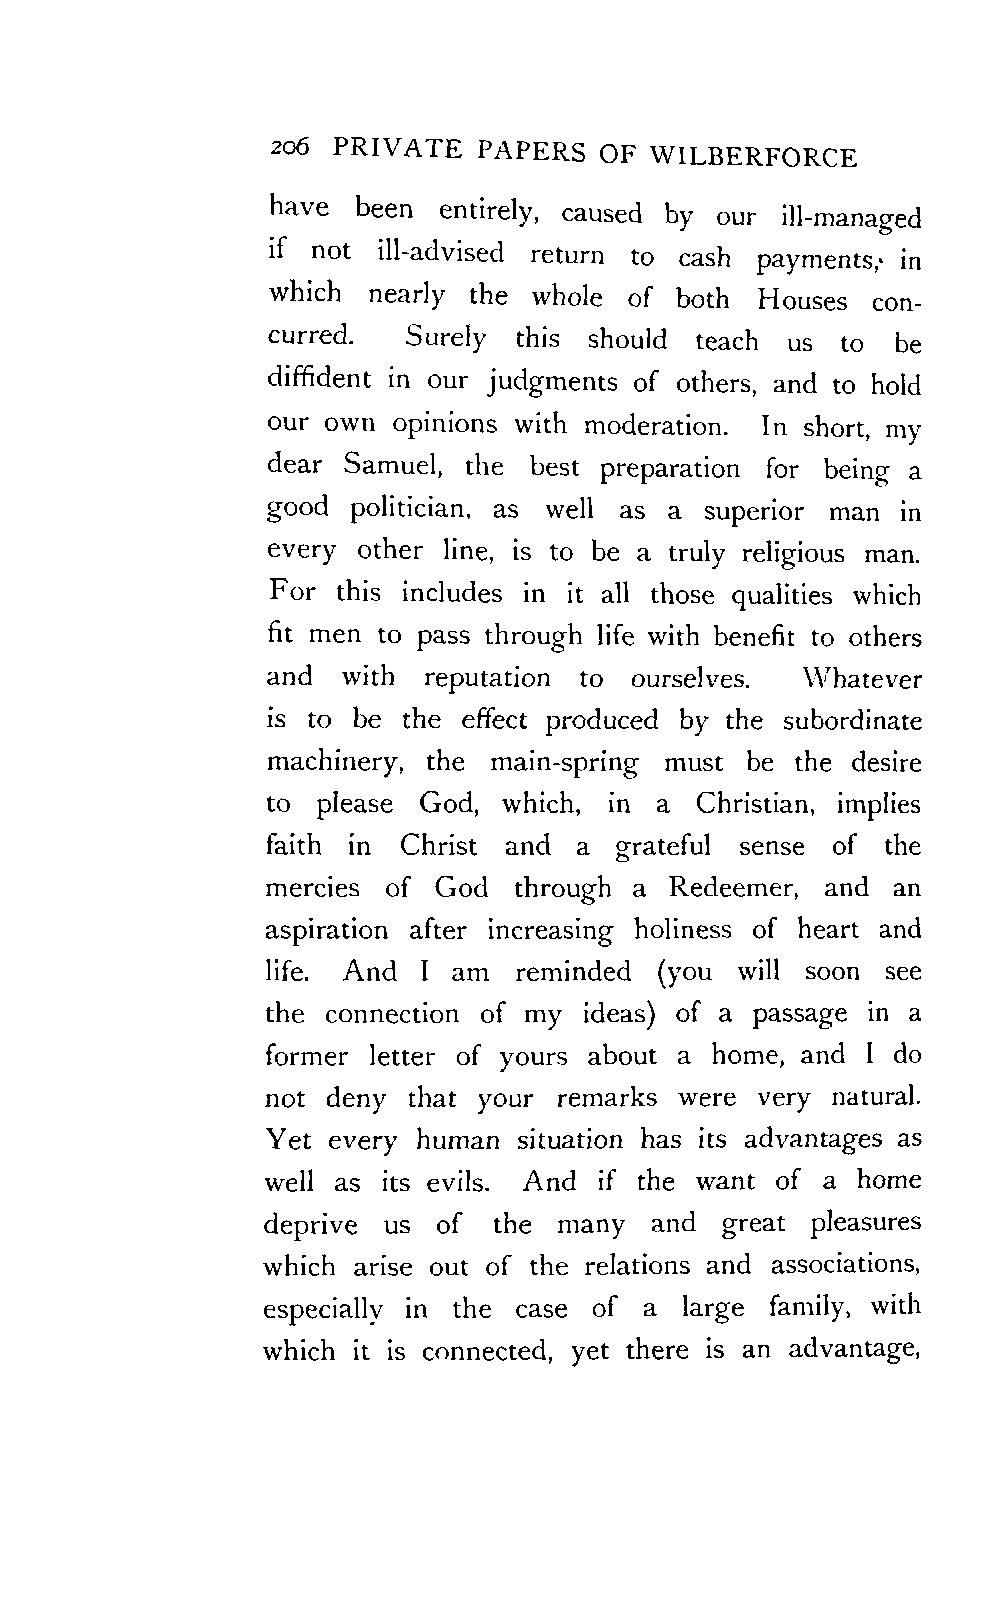 206 PRIVATE PAPERS OF WILBERFORCE
have been entirely, caused by our ill-managed
if not ill-advised return to cash payments, in
which nearly the whole of both Houses con-
curred. Surely this should teach us to be
diffident in our judgments of others, and to hold
our own opinions with moderation. In short, my
dear Samuel, the best preparation for being a
good politician, as well as a superior man in
every other line, is to be a truly religious man.
For this includes in it all those qualities which
fit men to pass through life with benefit to others
and with reputation to ourselves. Whatever
is to be the effect produced by the subordinate
machinery, the main-spring must be the desire
to please God, which, in a Christian, implies
faith in Christ and a grateful sense of the
mercies of God through a Redeemer, and an
aspiration after increasing holiness of heart and
life. And I am reminded (you will soon see
the connection of my ideas) of a passage in a
former letter of yours about a home, and I do
not deny that your remarks were very natural.
Yet every human situation has its advantages as
well as its evils. And if the want of a home
deprive us of the many and great pleasures
which arise out of the relations and associations,
especially in the case of a large family, with
which it is connected, yet there is an advantage,